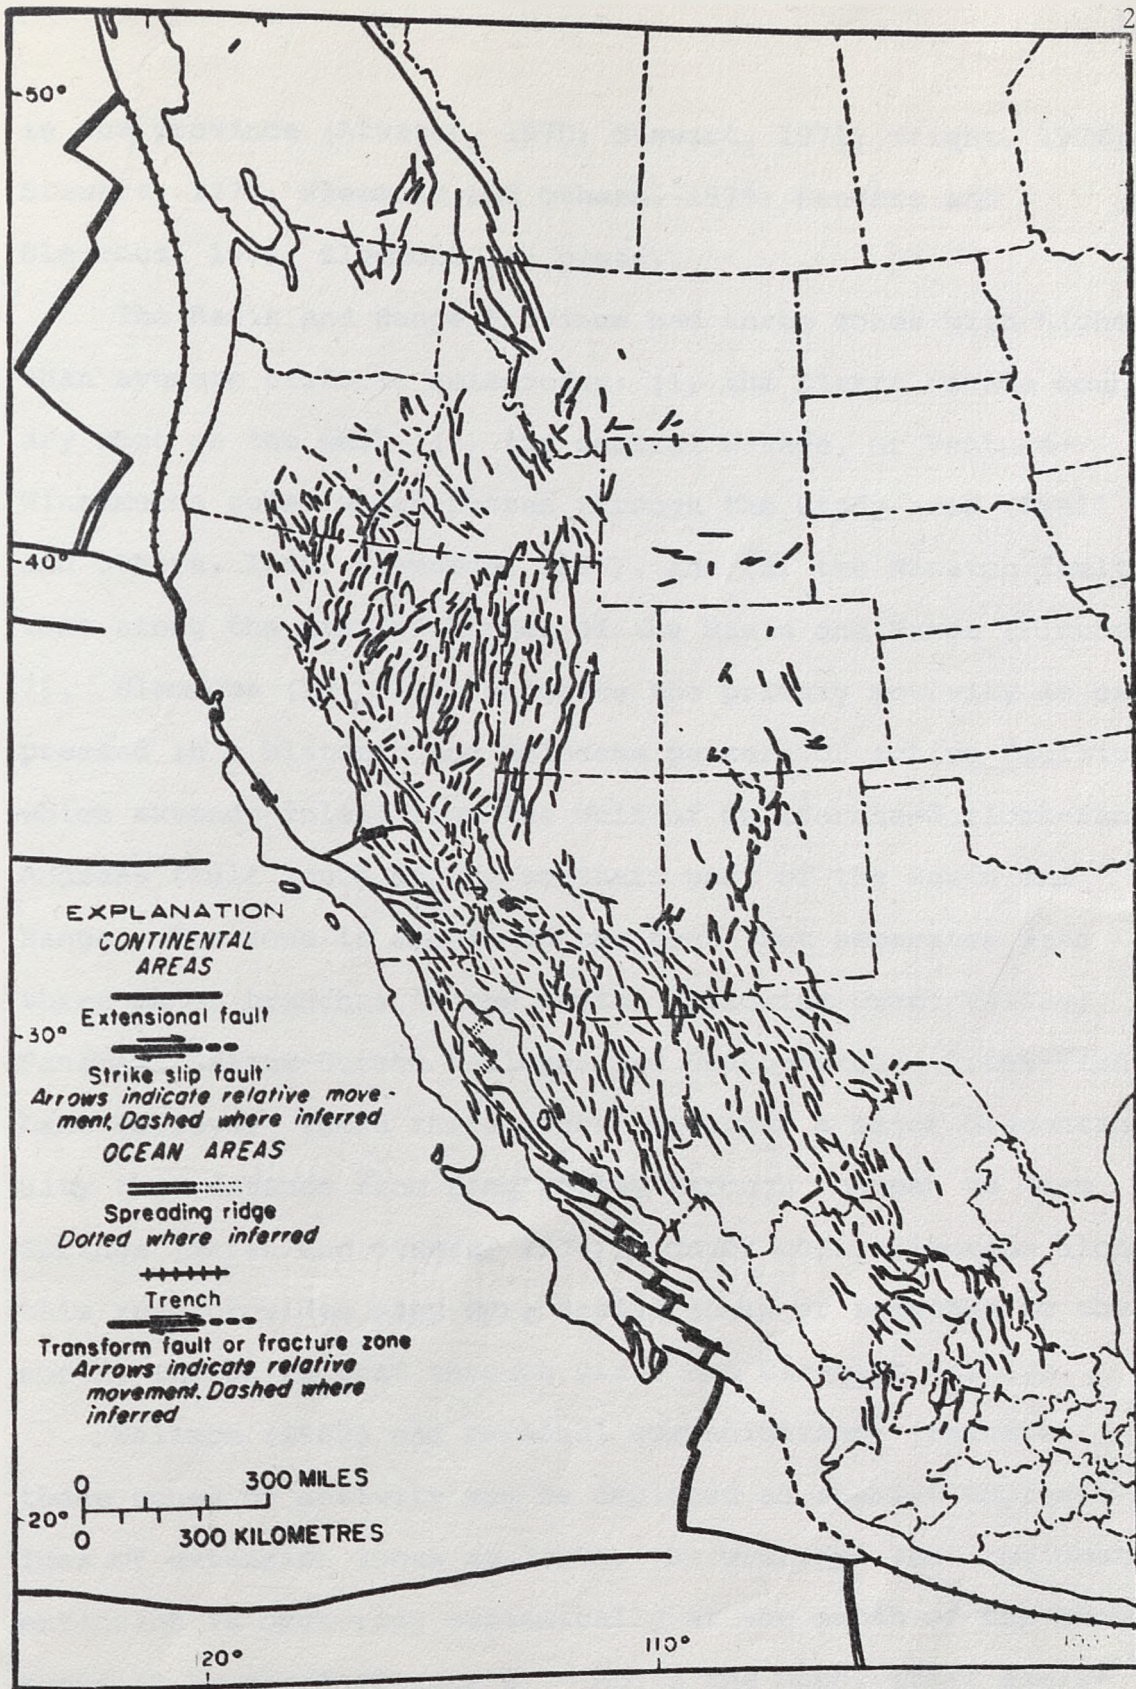 2
50°
40°
30°
20°
EXPLANATION
CONTINENTAL
AREAS
Extensional fault
Strike slip fault
Arrows indicate relative move-
ment. Dashed where inferred
OCEAN AREAS
Spreading ridge
Dotted where inferred
Trench
Transform fault or fracture zone
Arrows indicate relative
movement. Dashed where
inferred
0 300 MILES
0 300 KILOMETRES
120° 110°